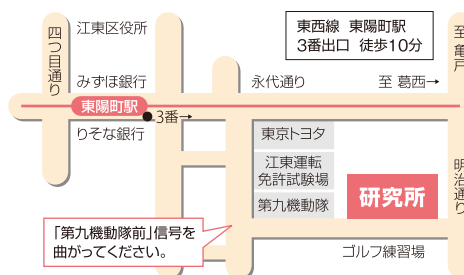 東西線 東陽町駅
3番出口 徒歩10分
四つ目通り
江東区役所
みずほ銀行
永代通り
至 葛西→
至 亀戸
東陽町駅
3番→
りそな銀行
東京トヨタ
江東運転
免許試験場
第九機動隊
研究所
明治通り
「第九機動隊前」信号を
曲がってください。
ゴルフ練習場